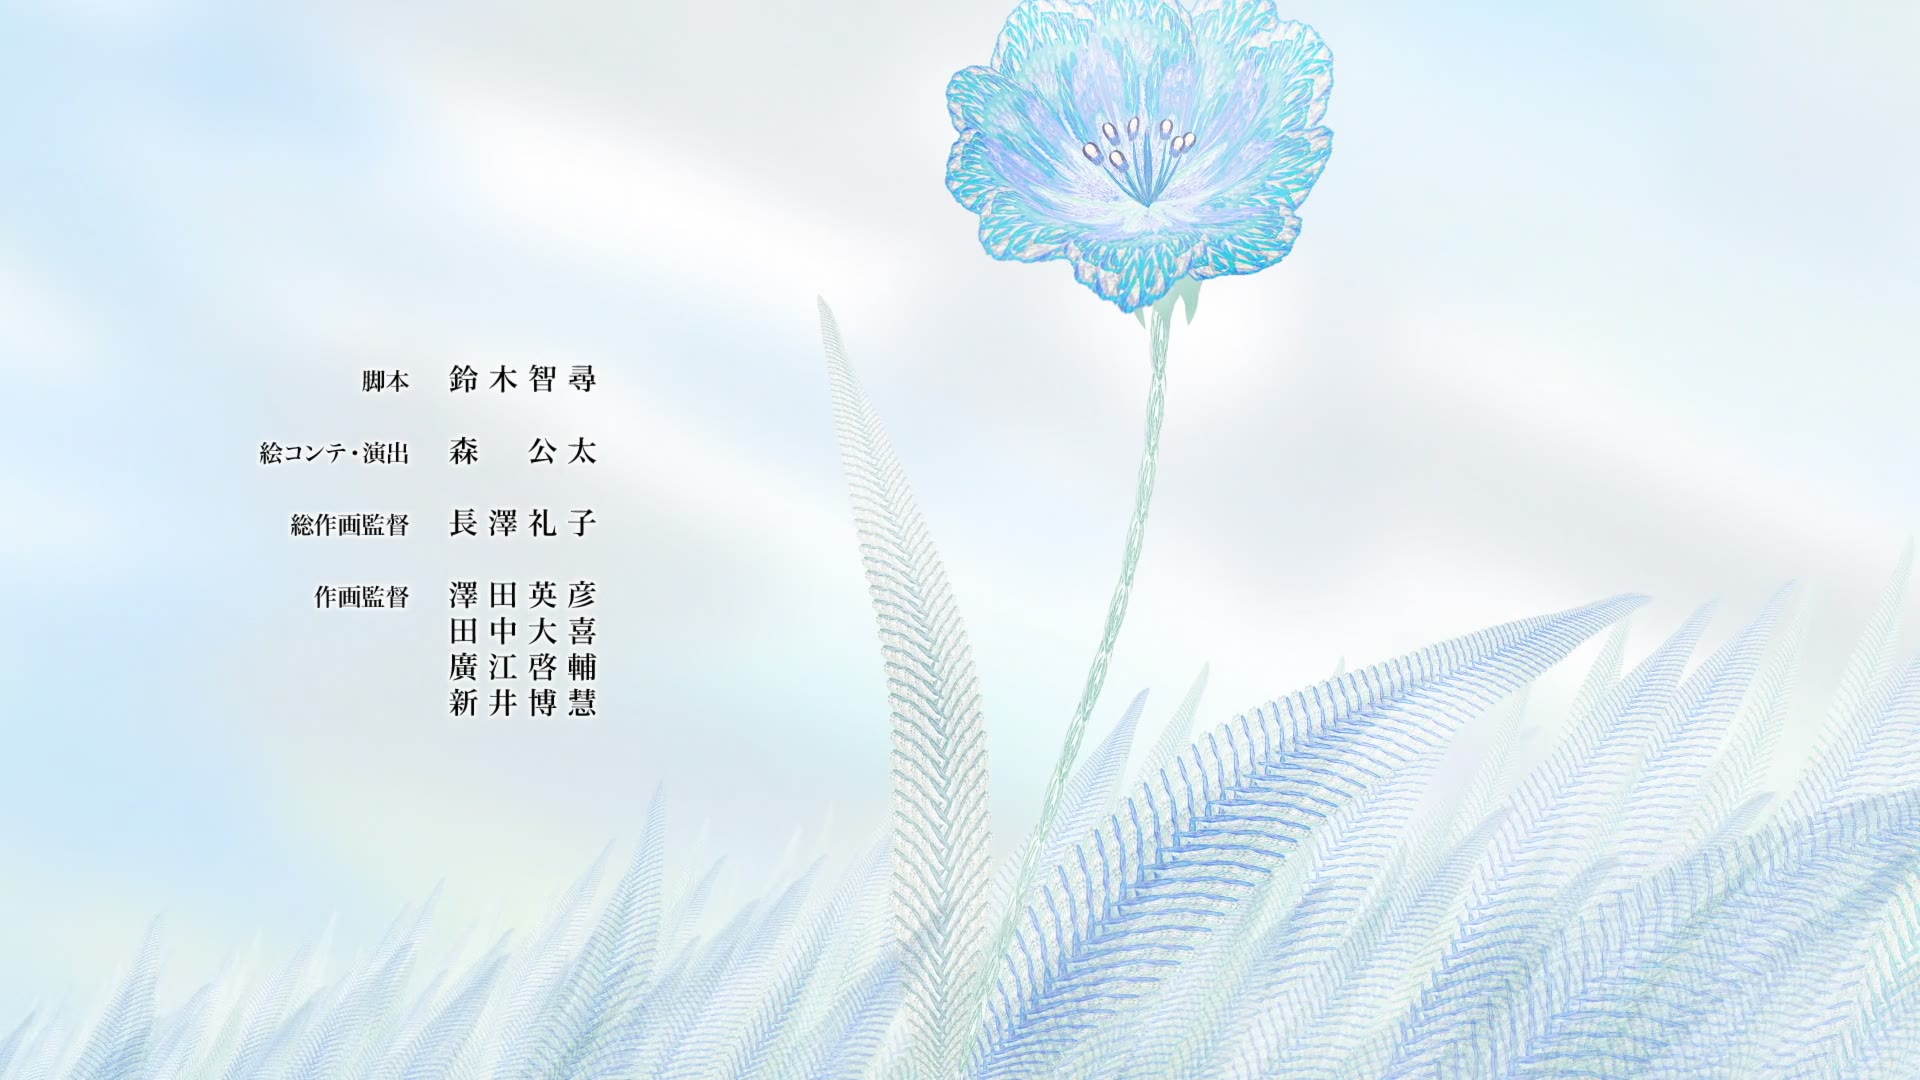 脚本 鈴木智尋
絵コンテ・演出 森 公太
総作画監督 長澤礼子
作画監督 澤田英彦
田中大喜
廣江啓輔
新井博慧